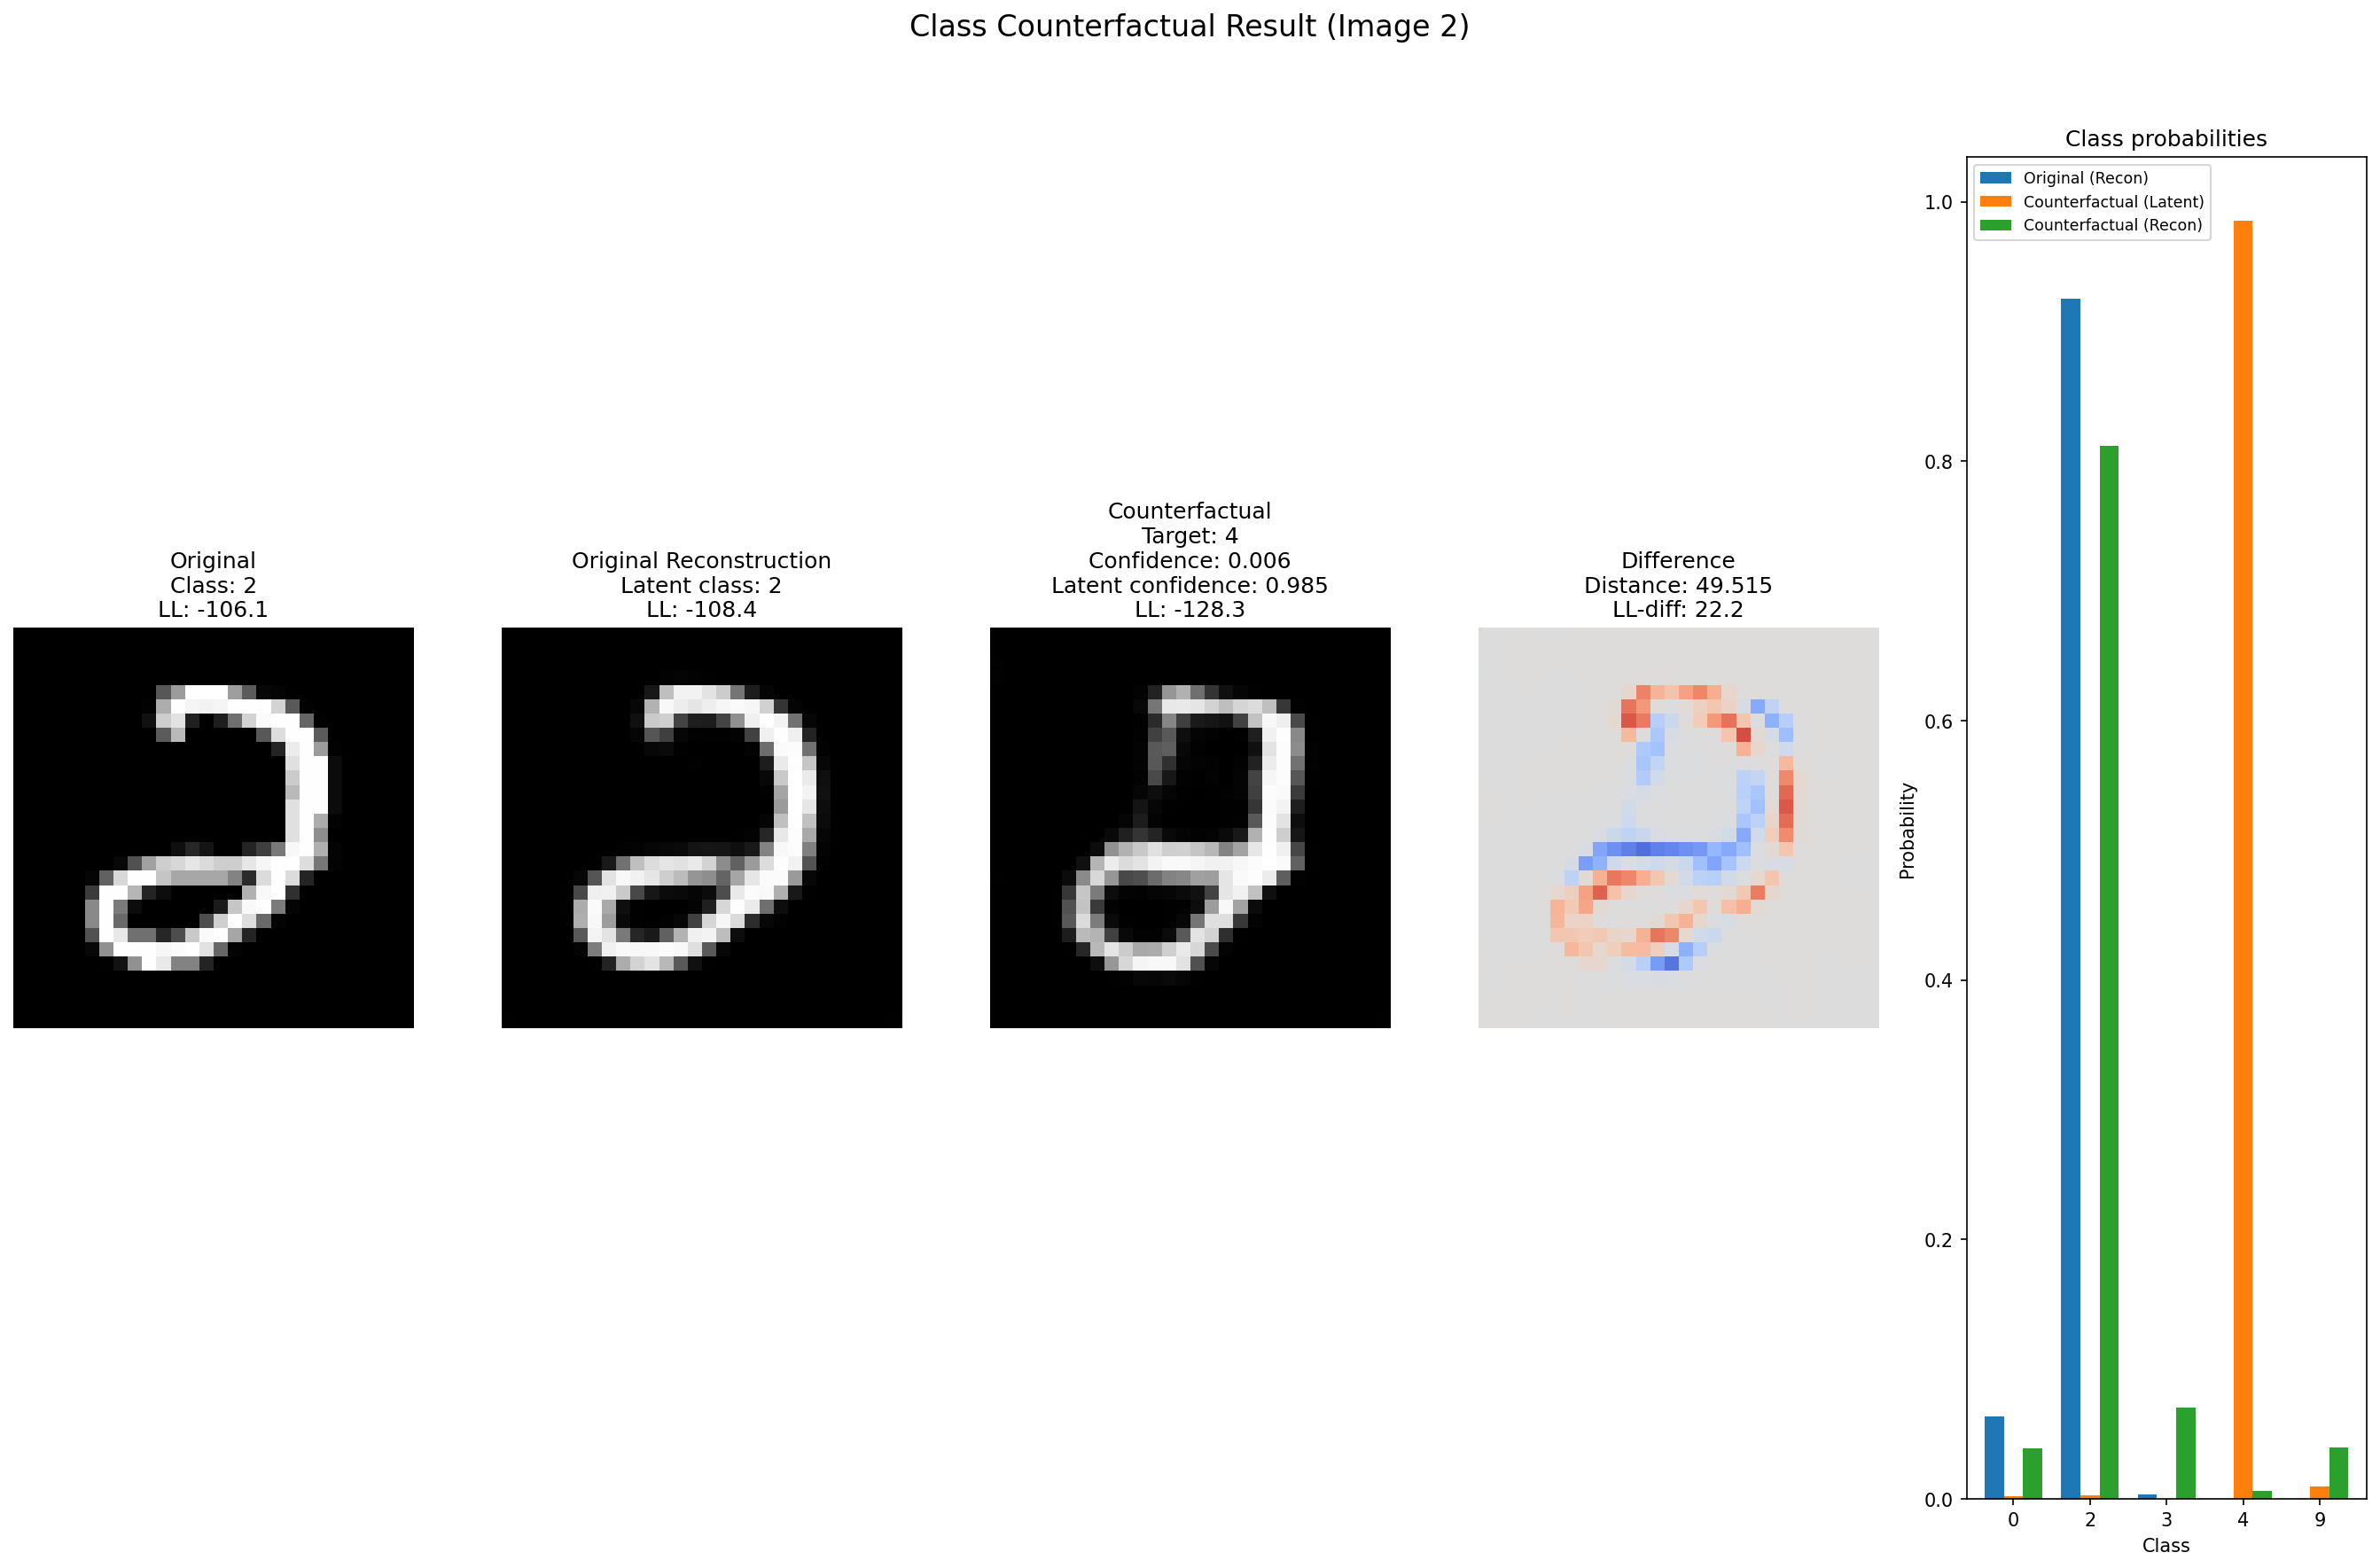 Class Counterfactual Result (Image 2)
Original
Class: 2
LL: -106.1
Original Reconstruction
Latent class: 2
LL: -108.4
Counterfactual
Target: 4
Confidence: 0.006
Latent confidence: 0.985
LL: -128.3
Difference
Distance: 49.515
LL-diff: 22.2
Class probabilities
Original (Recon)
Counterfactual (Latent)
Counterfactual (Recon)
1.0
0.8
0.6
0.4
0.2
0.0
Probability
0 2 3 4 9
Class